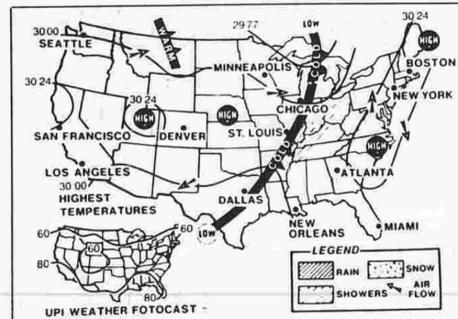 30.00
SEATTLE
30.24
WARM
29.77
LOW
30.24
HIGH
BOSTON
NEW YORK
MINNEAPOLIS
COLD
CHICAGO
30.24
HIGH
HIGH
SAN FRANCISCO
DENVER
ST. LOUIS
HIGH
COLD
LOS ANGELES
30.00
HIGHEST
TEMPERATURES
DALLAS
ATLANTA
LOW
NEW
ORLEANS
MIAMI
60
60
60
80
80
LEGEND
RAIN
SNOW
SHOWERS
AIR
FLOW
UPI WEATHER FOTOCAST